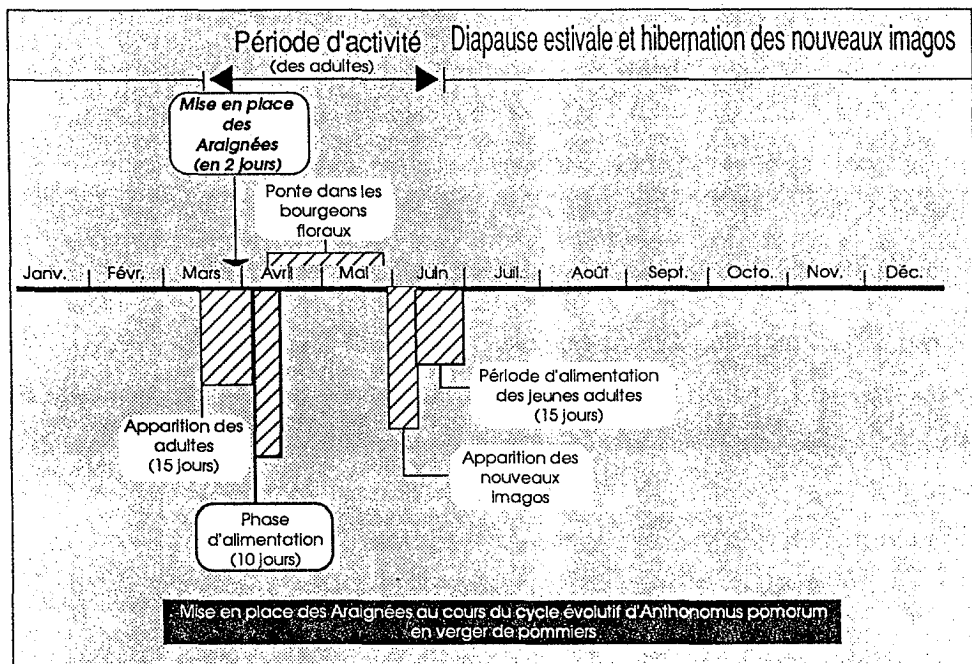 Période d'activité
(des adultes)
Diapause estivale et hibernation des nouveaux imagos
Mise en place
des
Araignées
(en 2 jours)
Ponte dans les
bourgeons
floraux
Janv. Févr. Mars Avril Mai Juin Juil. Août Sept. Octo. Nov. Déc.
Période d'alimentation
des jeunes adultes
(15 jours)
Apparition des
adultes
(15 jours)
Apparition des
nouveaux
imagos
Phase
d'alimentation
(10 jours)
Mise en place des Araignées au cours du cycle évolutif d'Anthonomus pomorum
en verger de pommiers